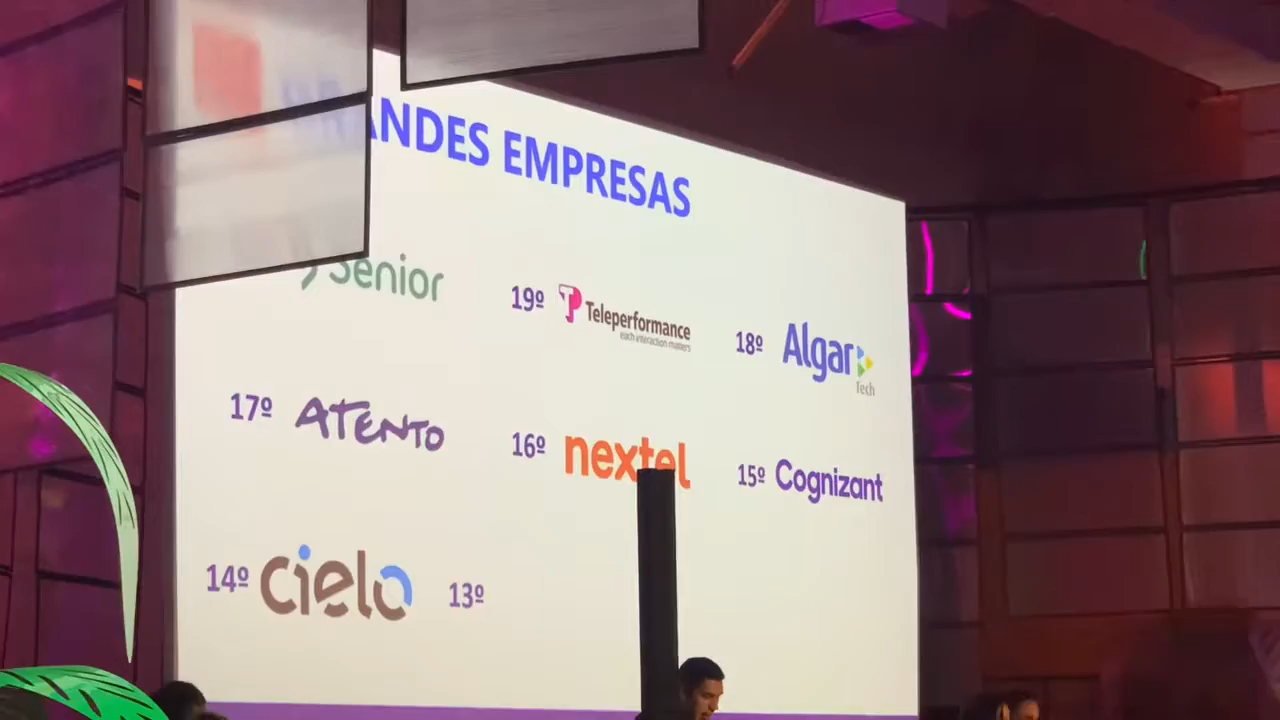 GRANDES EMPRESAS
Senior
19º Teleperformance
each interaction matters
18º Algar
Tech
17º ATENTO
16º nextel
15º Cognizant
14º cielo
13º